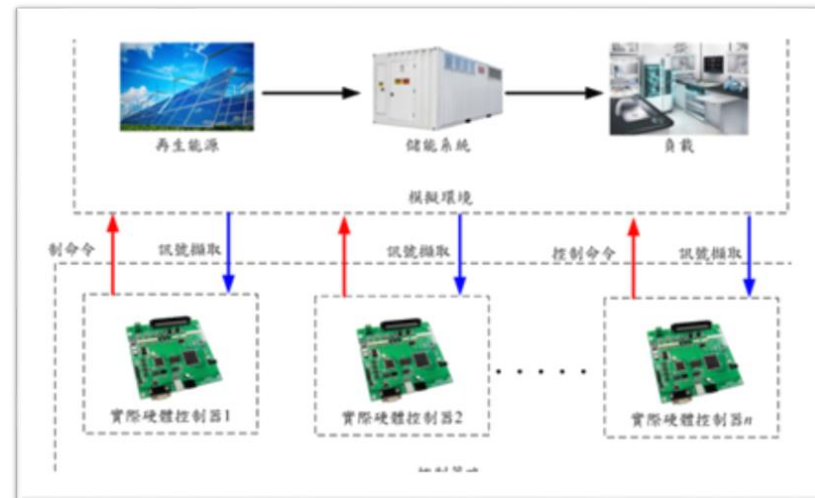 再生能源
儲能系統
負載
模擬環境
制命令
訊號擷取
訊號擷取
控制命令
訊號擷取
實際硬體控制器1
實際硬體控制器2
實際硬體控制器n